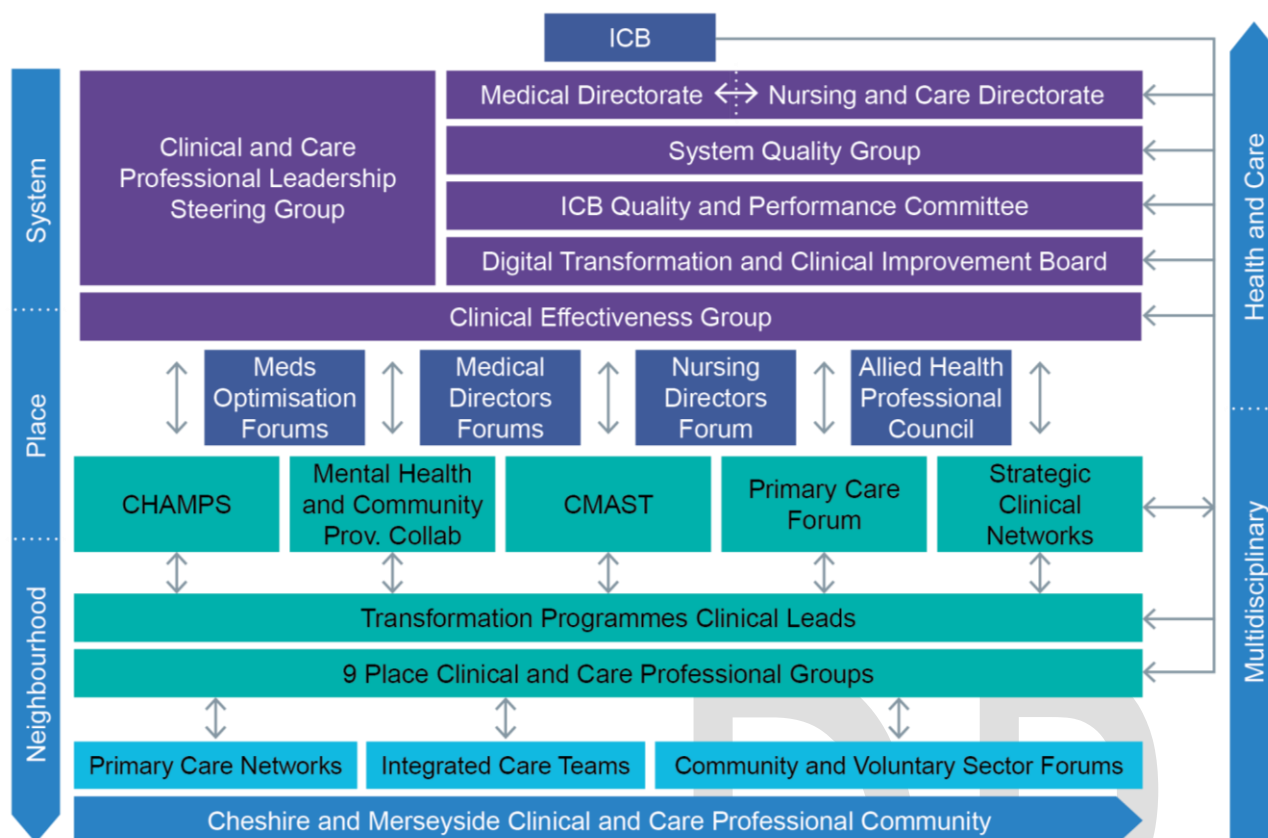 ICB
System
Clinical and Care
Professional Leadership
Steering Group
Medical Directorate
Nursing and Care Directorate
System Quality Group
ICB Quality and Performance Committee
Digital Transformation and Clinical Improvement Board
Clinical Effectiveness Group
Health and Care
Place
Meds
Optimisation
Forums
Medical
Directors
Forums
Nursing
Directors
Forum
Allied Health
Professional
Council
CHAMPS
Mental Health
and Community
Prov. Collab
CMAST
Primary Care
Forum
Strategic
Clinical
Networks
Multidisciplinary
Neighbourhood
Transformation Programmes Clinical Leads
9 Place Clinical and Care Professional Groups
Primary Care Networks
Integrated Care Teams
Community and Voluntary Sector Forums
Cheshire and Merseyside Clinical and Care Professional Community